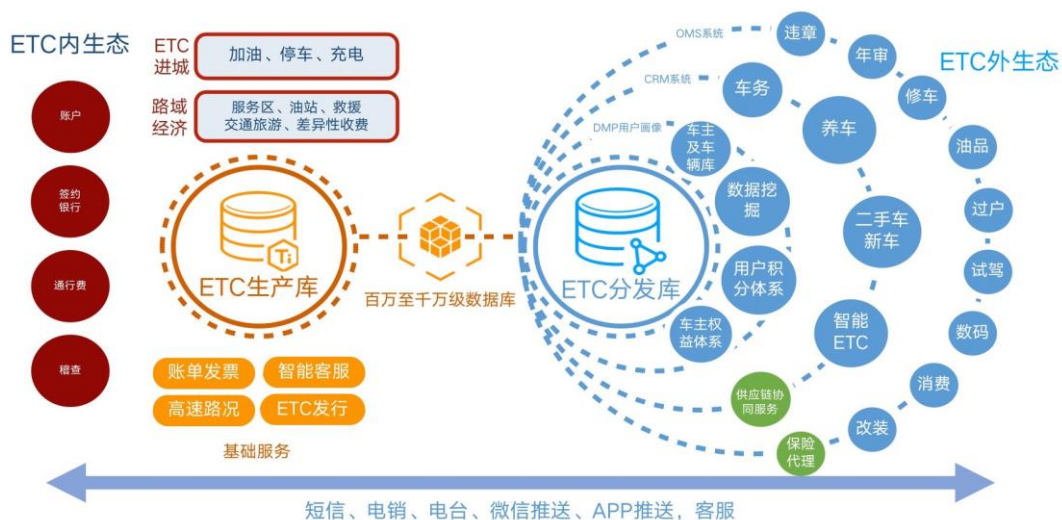 ETC内生态
ETC
进城
加油、停车、充电
路域
经济
服务区、油站、救援
交通旅游、差异性收费
账户
签约
银行
通行费
稽查
Ti
ETC生产库
百万至千万级数据库
账单发票
智能客服
高速路况
ETC发行
基础服务
ETC分发库
OMS系统
CRM系统
DMP用户画像
车主
及车
辆库
数据挖
掘
用户积
分体系
车主权
益体系
车务
养车
二手车
新车
智能
ETC
供应链协
同服务
违章
年审
修车
油品
过户
试驾
数码
消费
改装
保险
代理
ETC外生态
短信、电销、电台、微信推送、APP推送，客服